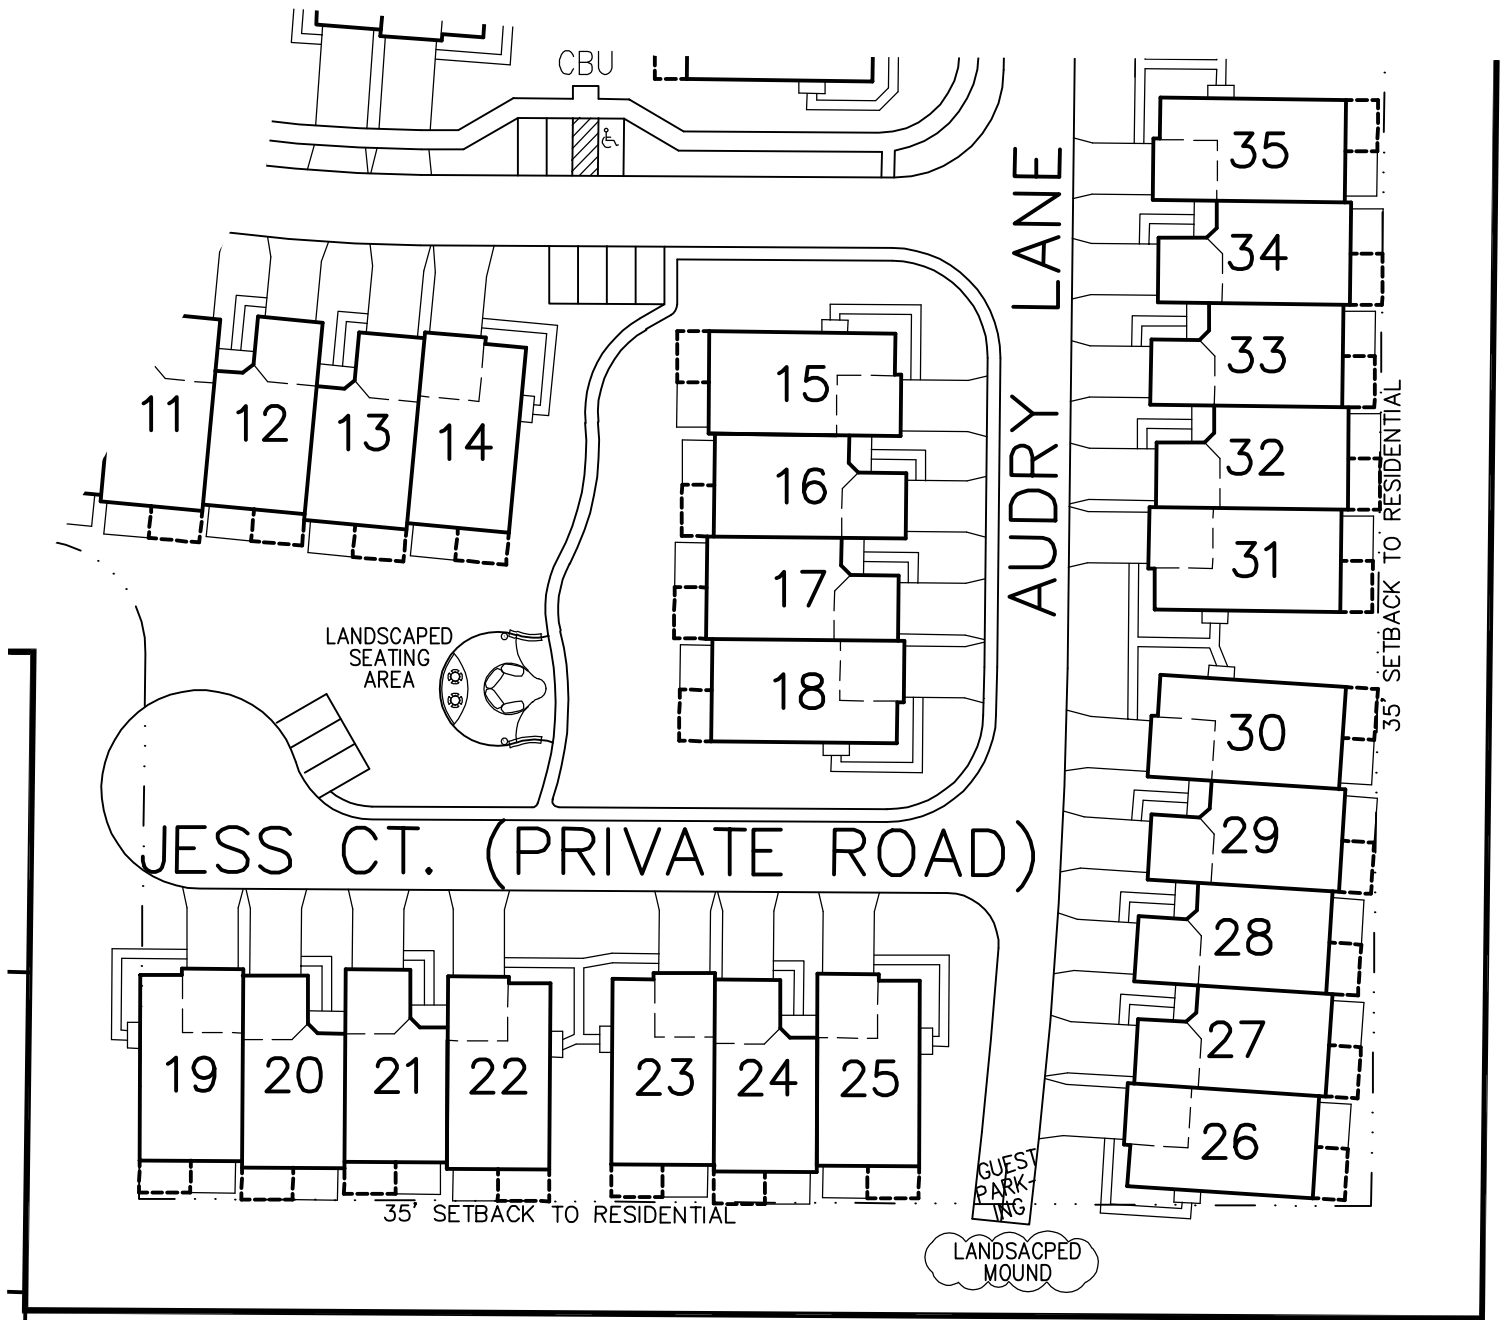 CBU
35
34
33
32
31
30
29
28
27
26
AUDRY LANE
11
12
13
14
15
16
17
18
LANDSCAPED
SEATING
AREA
35' SETBACK TO RESIDENTIAL
JESS CT. (PRIVATE ROAD)
19
20
21
22
23
24
25
GUEST
PARK-
ING
35' SETBACK TO RESIDENTIAL
LANDSACPED
MOUND